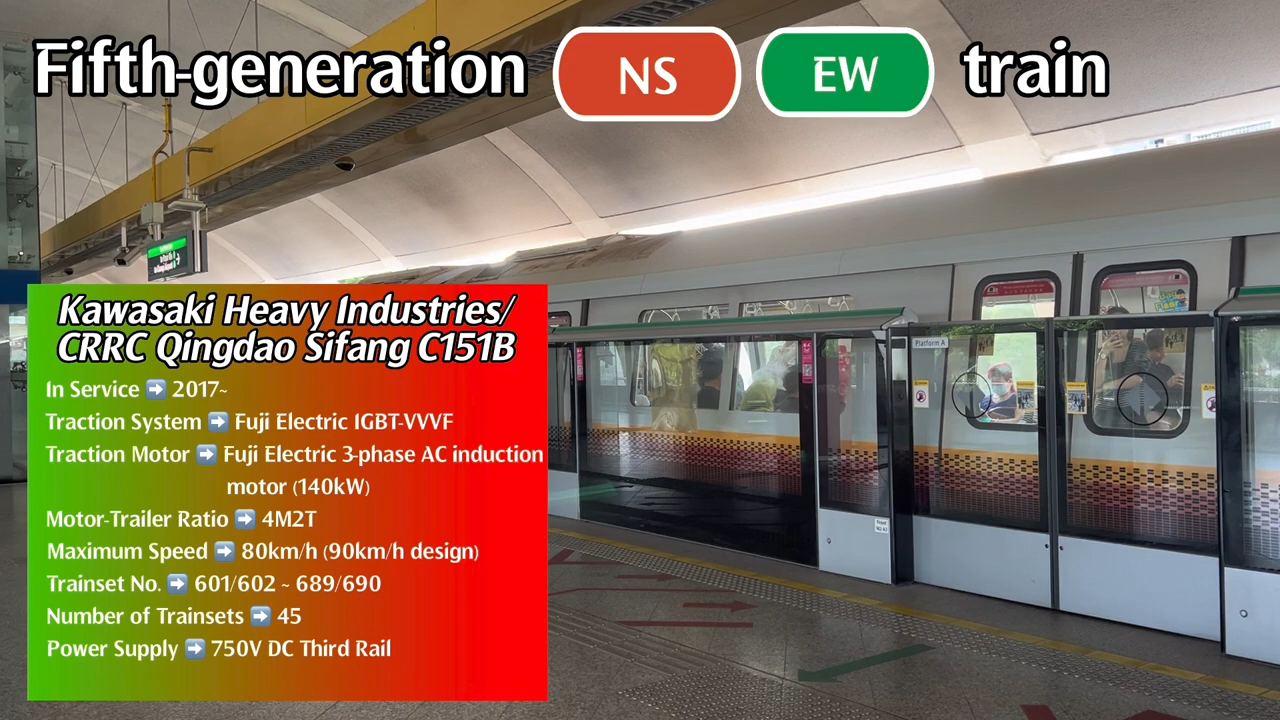 Fifth-generation NS EW train
Kawasaki Heavy Industries/
CRRC Qingdao Sifang C151B
In Service ➡ 2017~
Traction System ➡ Fuji Electric IGBT-VVVF
Traction Motor ➡ Fuji Electric 3-phase AC induction
motor (140kW)
Motor-Trailer Ratio ➡ 4M2T
Maximum Speed ➡ 80km/h (90km/h design)
Trainset No. ➡ 601/602 ~ 689/690
Number of Trainsets ➡ 45
Power Supply ➡ 750V DC Third Rail
Platform A